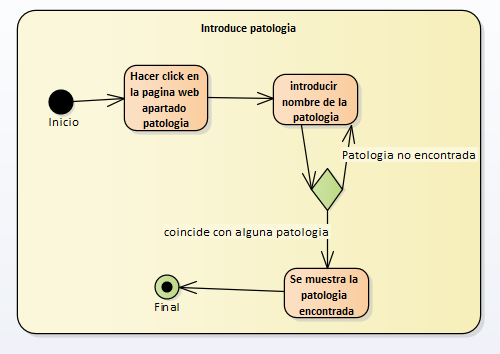 Introduce patologia
Hacer click en
la pagina web
apartado
patologia
introducir
nombre de la
patologia
Inicio
Patologia no encontrada
coincide con alguna patologia
Se muestra la
patologia
encontrada
Final